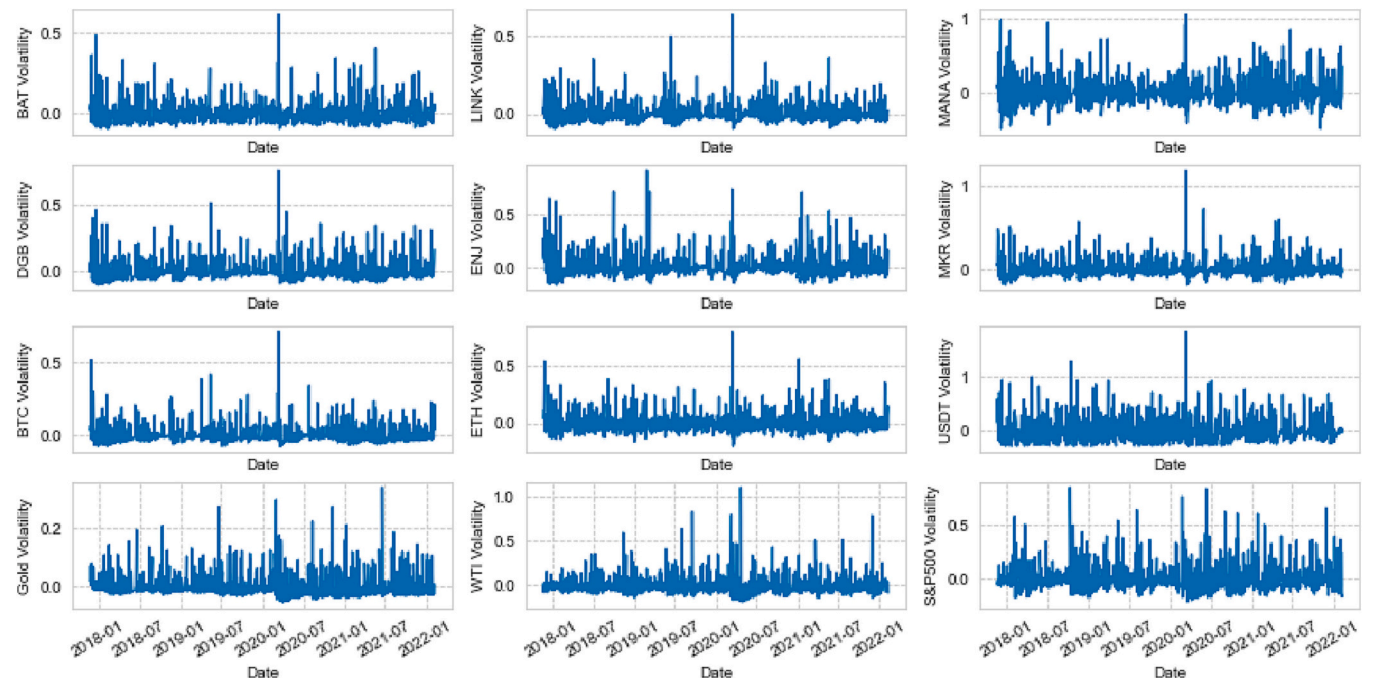 BAT Volatility
0.5
0.0
Date
LINK Volatility
0.5
0.0
Date
MANA Volatility
1
0
Date
DGB Volatility
0.5
0.0
Date
ENJ Volatility
0.5
0.0
Date
MKR Volatility
1
0
Date
BTC Volatility
0.5
0.0
Date
ETH Volatility
0.5
0.0
Date
USDT Volatility
1
0
Date
Gold Volatility
0.2
0.0
2018-01 2018-07 2019-01 2019-07 2020-01 2020-07 2021-01 2021-07 2022-01
Date
WTI Volatility
1.0
0.5
0.0
2018-01 2018-07 2019-01 2019-07 2020-01 2020-07 2021-01 2021-07 2022-01
Date
S&P500 Volatility
0.5
0.0
2018-01 2018-07 2019-01 2019-07 2020-01 2020-07 2021-01 2021-07 2022-01
Date